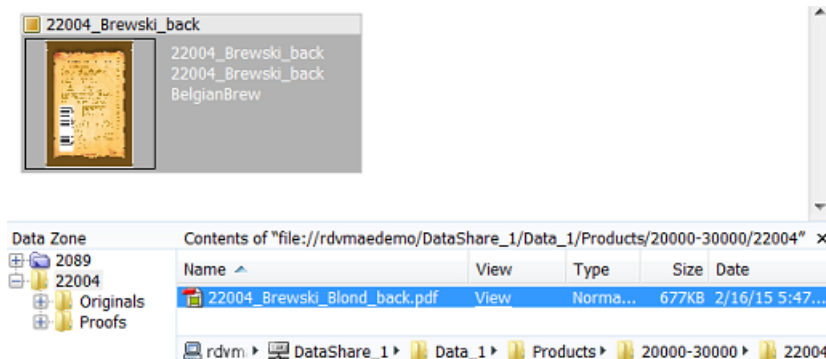 22004_Brewski_back
22004_Brewski_back
22004_Brewski_back
BelgianBrew
Data Zone
Contents of "file://rdvmaedemo/DataShare_1/Data_1/Products/20000-30000/22004" x
2089
22004
Originals
Proofs
Name View Type Size Date
22004_Brewski_Blond_back.pdf View Norma... 677KB 2/16/15 5:47...
rdvm. DataShare_1 Data_1 Products 20000-30000 22004